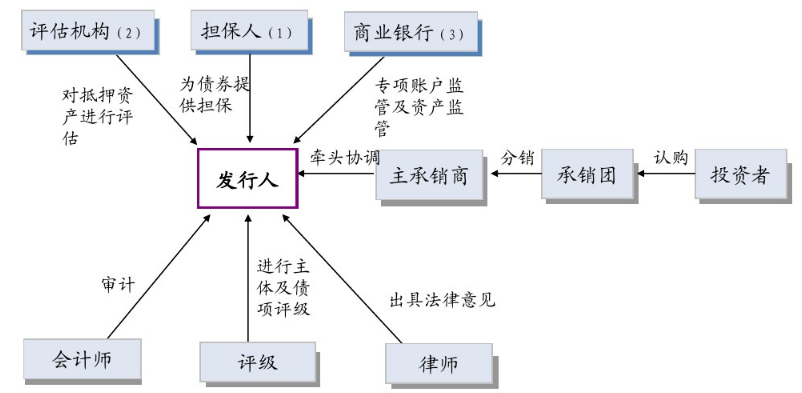 评估机构（2）
担保人（1）
商业银行（3）
对抵押资
产进行评
估
为债券提
供担保
专项账户监
管及资产监
管
发行人
牵头协调
主承销商
分销
承销团
认购
投资者
审计
进行主
体及债
项评级
出具法律意见
会计师
评级
律师